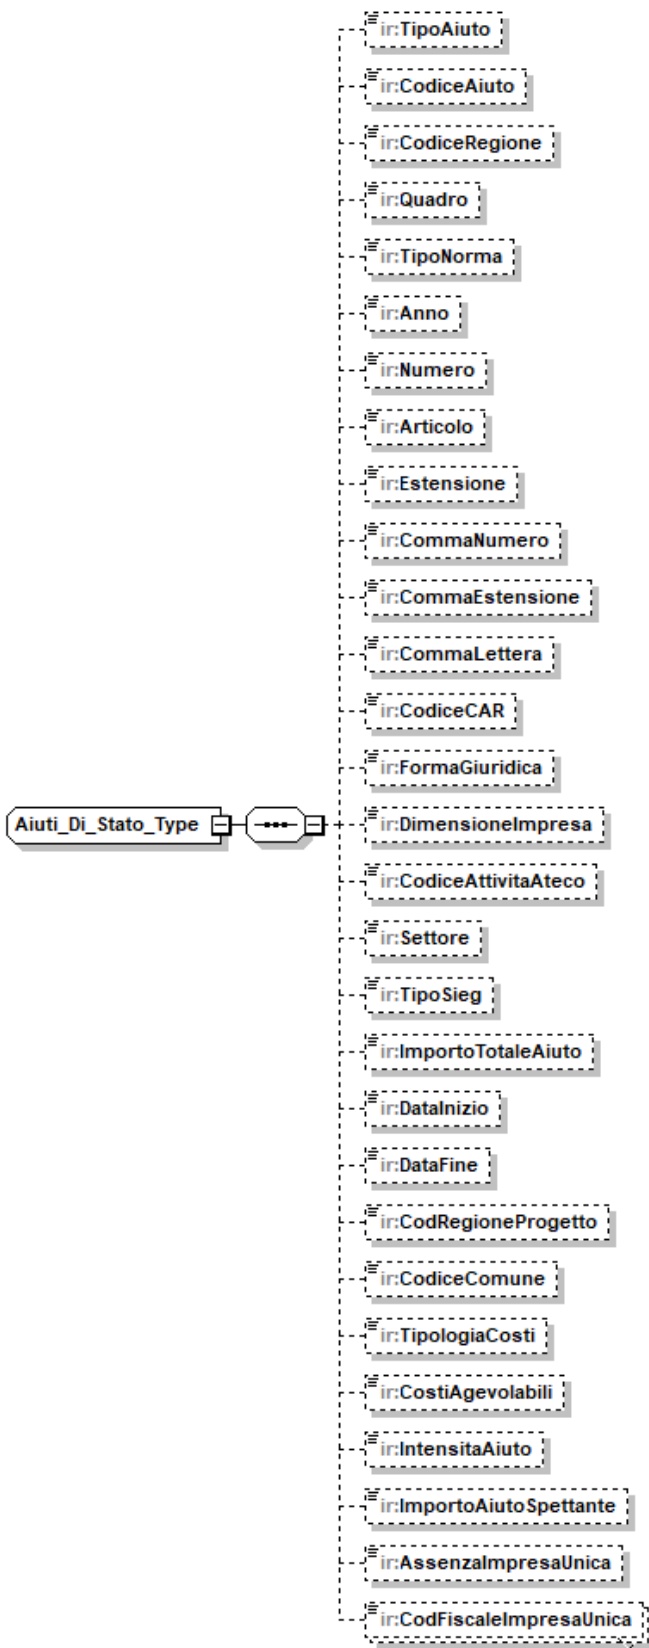 ir:TipoAiuto
ir:CodiceAiuto
ir:CodiceRegione
ir:Quadro
ir:TipoNorma
ir:Anno
ir:Numero
ir:Articolo
ir:Estensione
ir:CommaNumero
ir:CommaEstensione
ir:CommaLettera
ir:CodiceCAR
ir:FormaGiuridica
Aiuti_Di_Stato_Type
ir:DimensioneImpresa
ir:CodiceAttivitaAteco
ir:Settore
ir:TipoSieg
ir:ImportoTotaleAiuto
ir:DataInizio
ir:DataFine
ir:CodRegioneProgetto
ir:CodiceComune
ir:TipologiaCosti
ir:CostiAgevolabili
ir:IntensitaAiuto
ir:ImportoAiutoSpettante
ir:AssenzaImpresaUnica
ir:CodFiscaleImpresaUnica